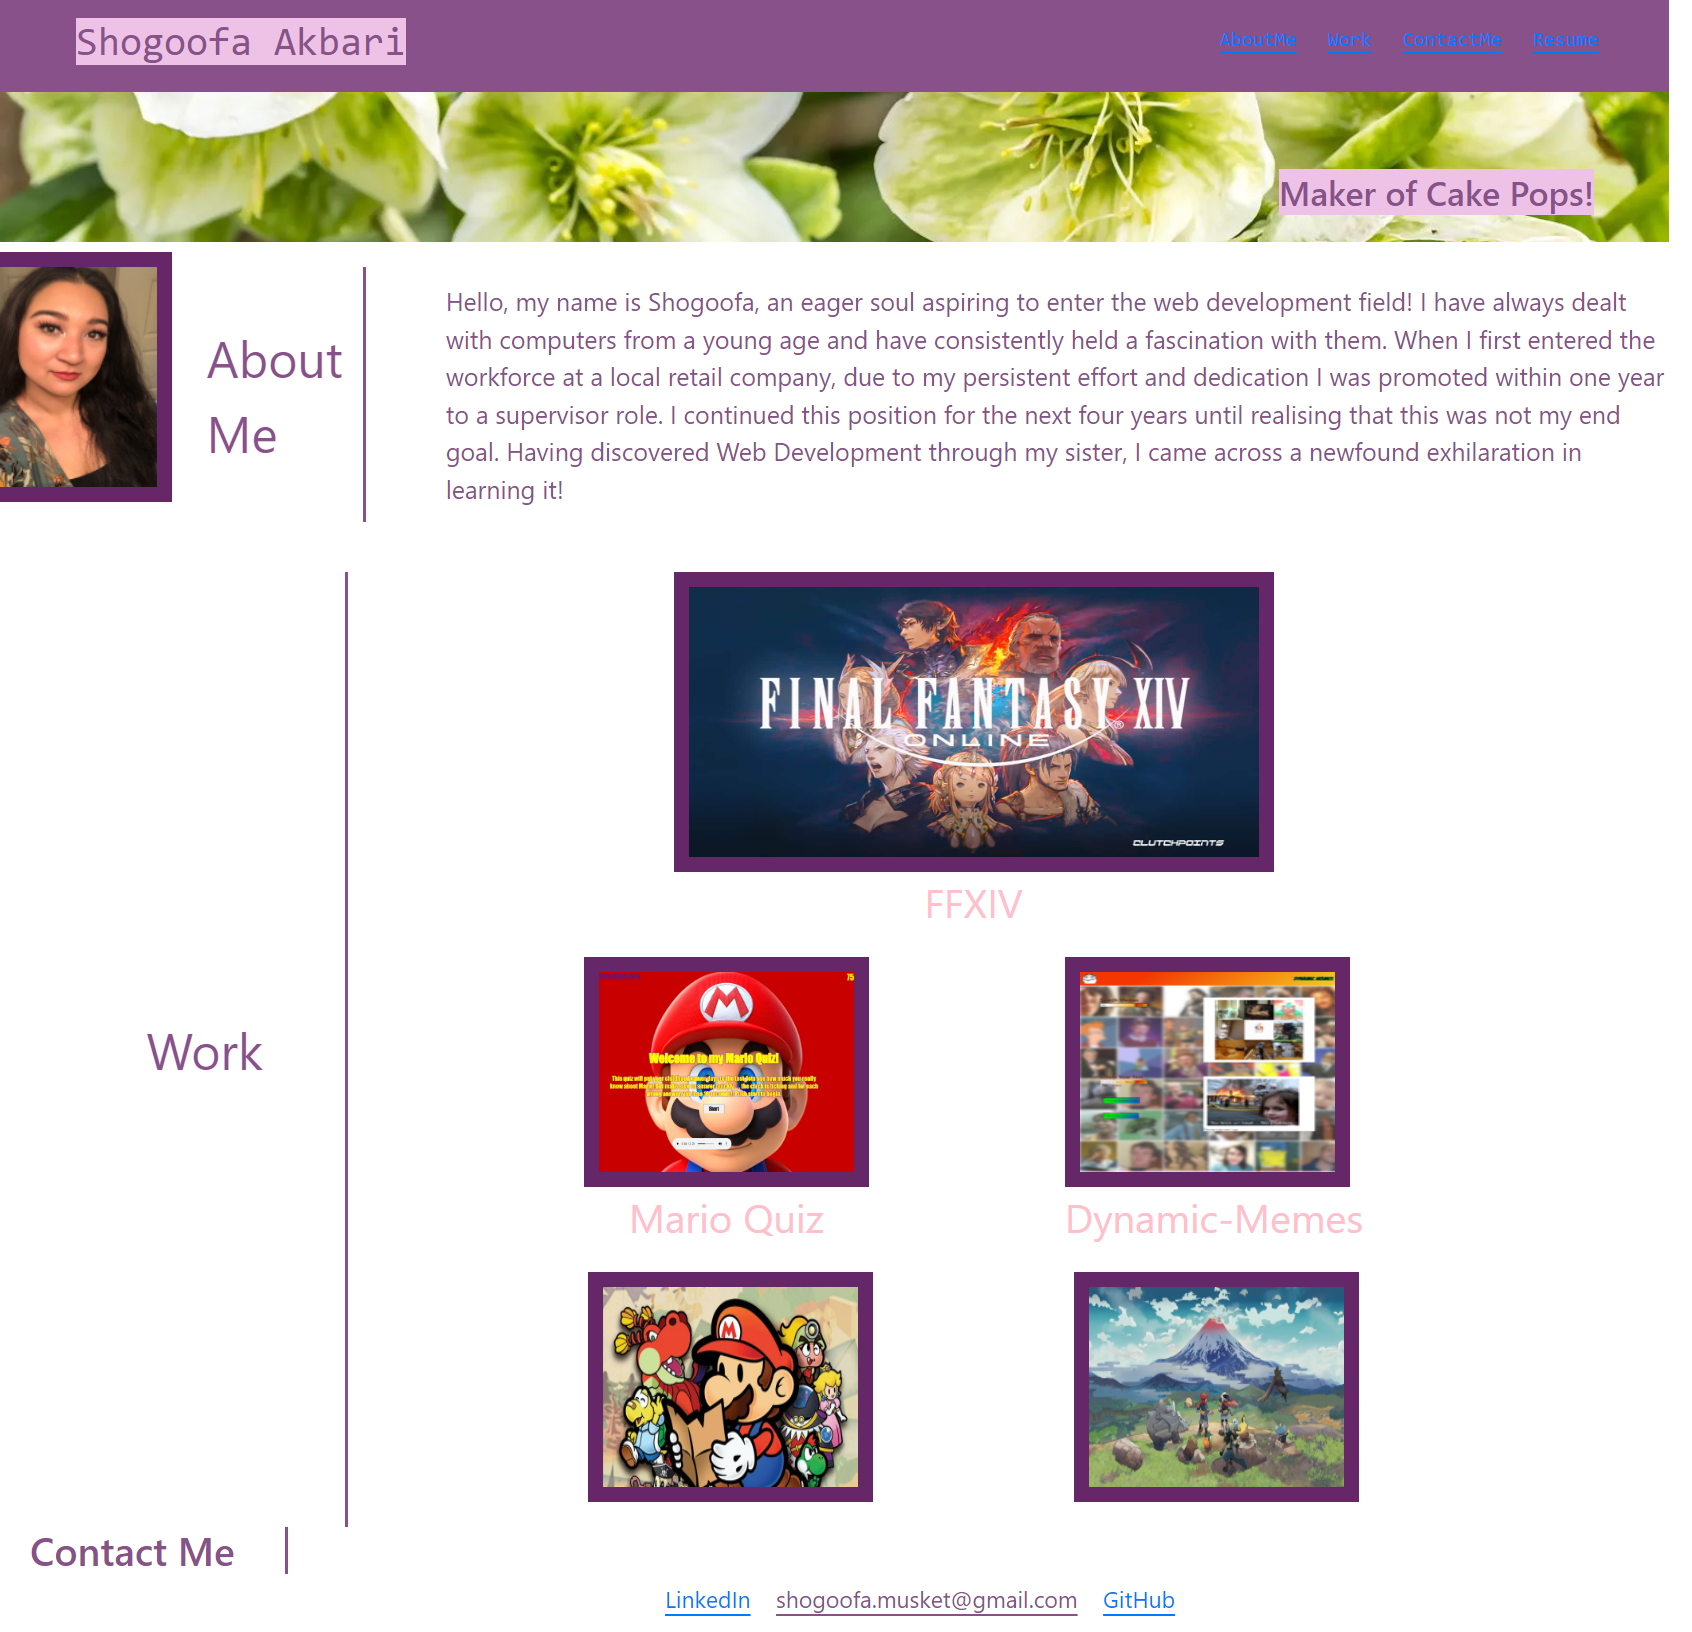 Shogoofa Akbari
AboutMe Work ContactMe Resume
Maker of Cake Pops!
About
Me
Hello, my name is Shogoofa, an eager soul aspiring to enter the web development field! I have always dealt
with computers from a young age and have consistently held a fascination with them. When I first entered the
workforce at a local retail company, due to my persistent effort and dedication I was promoted within one year
to a supervisor role. I continued this position for the next four years until realising that this was not my end
goal. Having discovered Web Development through my sister, I came across a newfound exhilaration in
learning it!
Work
FINAL FANTASY® XIV
ONLINE
CLUTCHPOINTS
FFXIV
75
Welcome to my Mario Quiz!
Start
Mario Quiz
DYNAMIC MEMES
Dynamic-Memes
Contact Me
LinkedIn shogoofa.musket@gmail.com GitHub